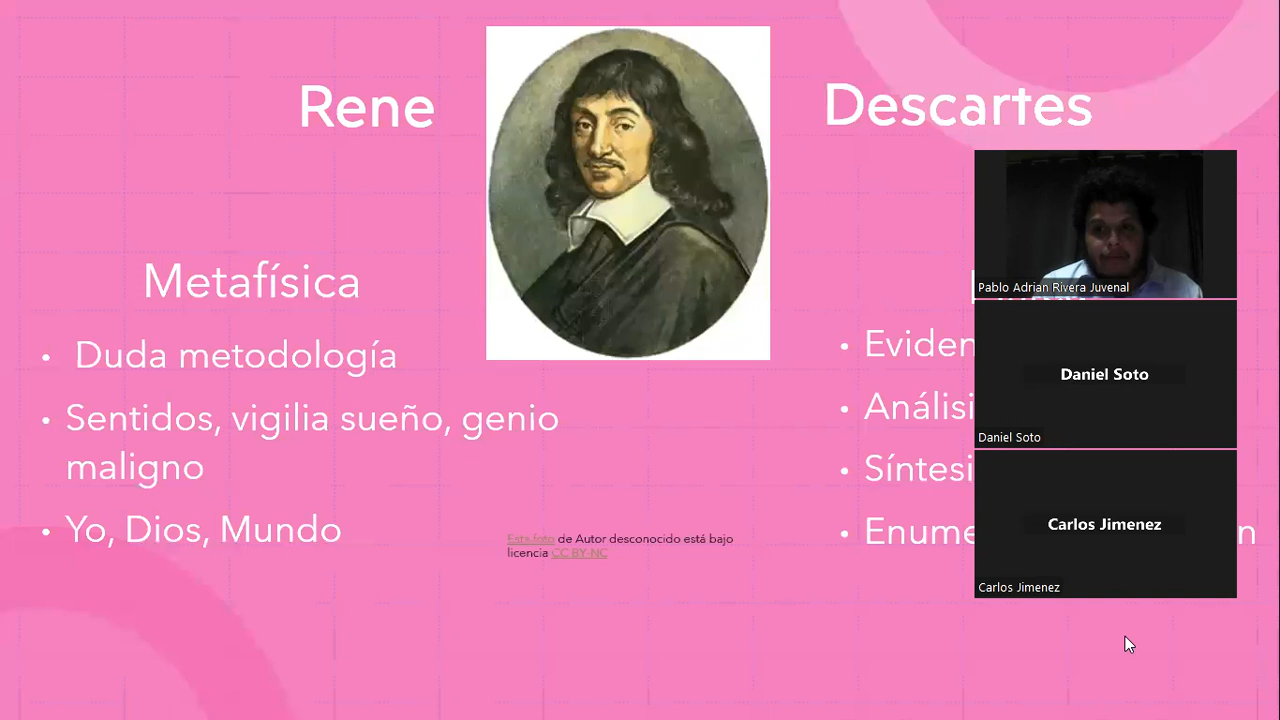 Rene
Descartes
Metafísica
• Duda metodología
• Sentidos, vigilia sueño, genio
maligno
• Yo, Dios, Mundo
Esta foto de Autor desconocido está bajo
licencia CC BY-NC
• Eviden
• Análisi
• Síntesi
• Enume n
Pablo Adrian Rivera Juvenal
Daniel Soto
Daniel Soto
Carlos Jimenez
Carlos Jimenez